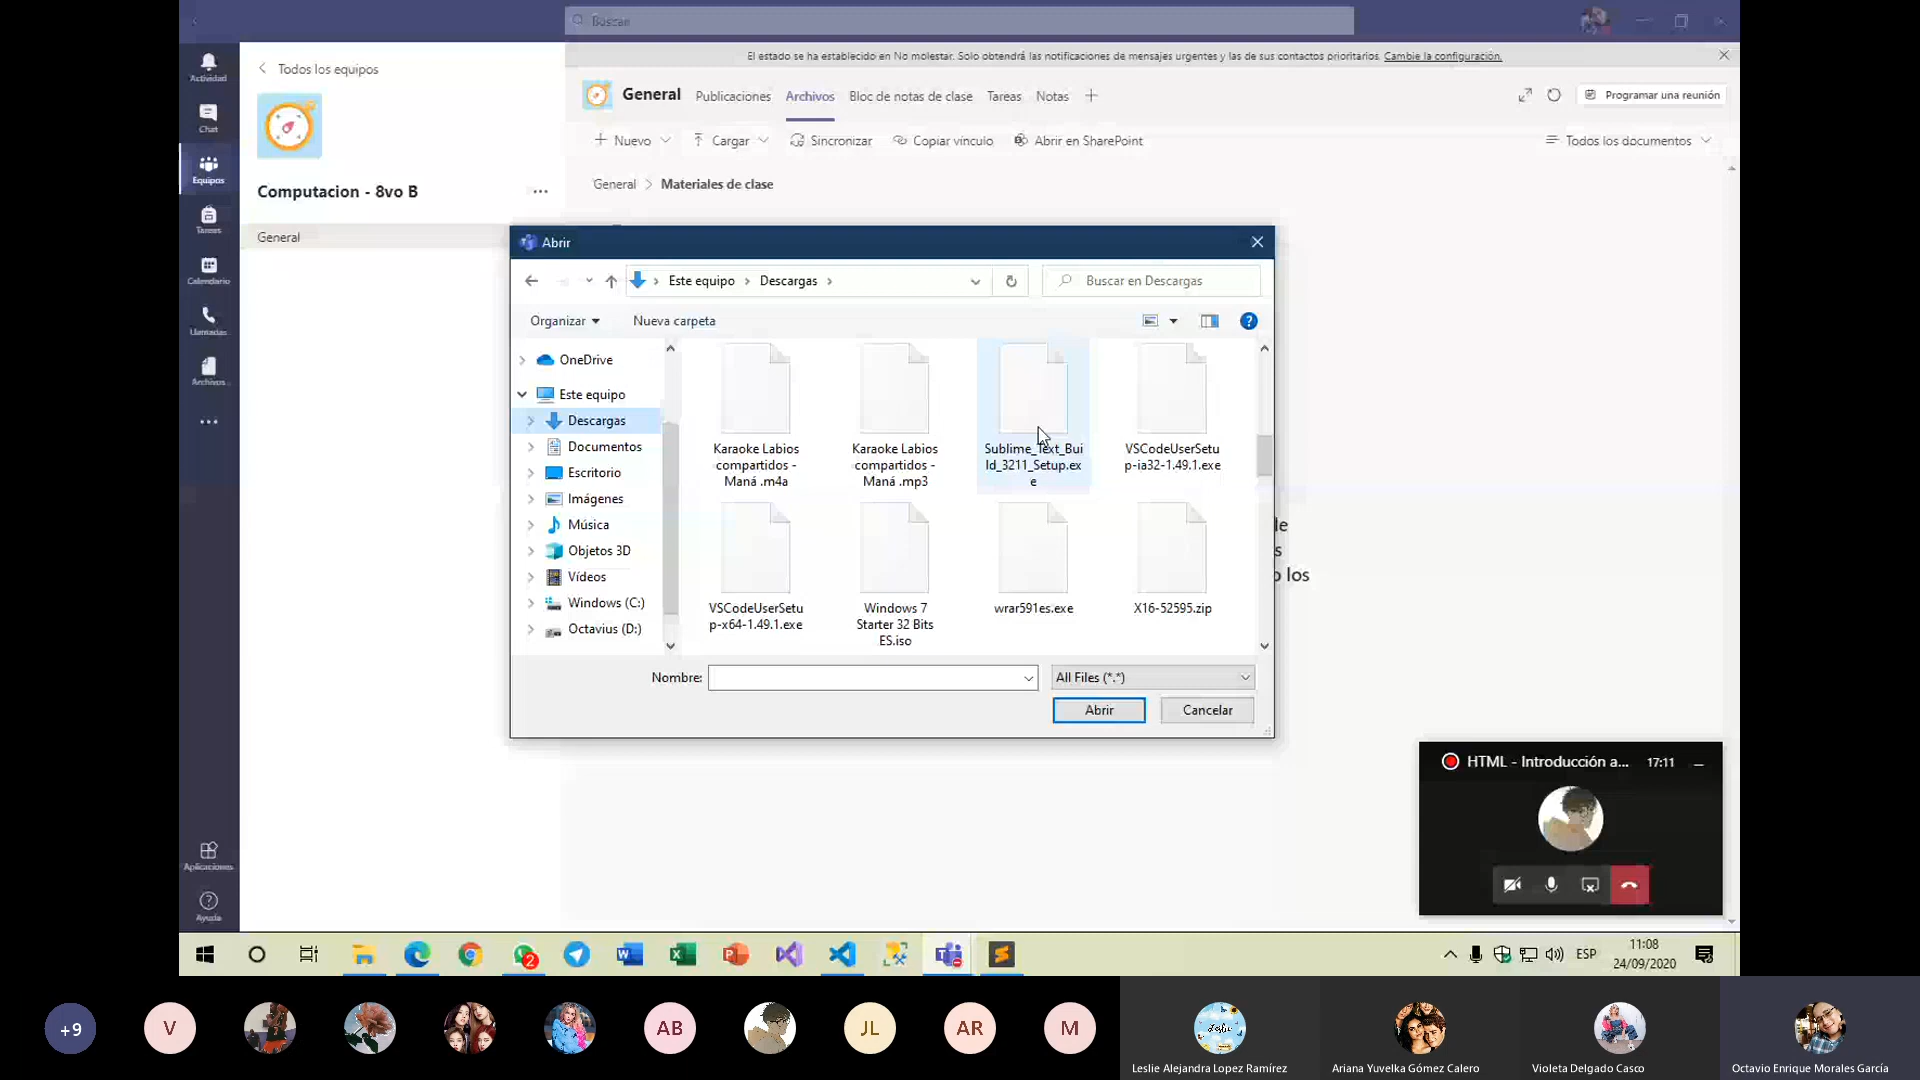 Buscar
El estado se ha establecido en No molestar. Solo obtendrá las notificaciones de mensajes urgentes y las de sus contactos prioritarios. Cambie la configuración.
Actividad
Chat
Equipos
Tareas
Calendario
Llamadas
Archivos
Aplicaciones
Ayuda
Todos los equipos
Computacion - 8vo B
General
General
Publicaciones
Archivos
Bloc de notas de clase
Tareas
Notas
Programar una reunión
Nuevo
Cargar
Sincronizar
Copiar vínculo
Abrir en SharePoint
Todos los documentos
General > Materiales de clase
Abrir
Este equipo > Descargas >
Buscar en Descargas
Organizar
Nueva carpeta
OneDrive
Este equipo
Descargas
Documentos
Escritorio
Imágenes
Música
Objetos 3D
Vídeos
Windows (C:)
Octavius (D:)
Karaoke Labios
compartidos -
Maná .m4a
Karaoke Labios
compartidos -
Maná .mp3
Sublime_Text_Bui
ld_3211_Setup.ex
e
VSCodeUserSetu
p-ia32-1.49.1.exe
VSCodeUserSetu
p-x64-1.49.1.exe
Windows 7
Starter 32 Bits
ES.iso
wrar591es.exe
X16-52595.zip
Nombre:
All Files (*.*)
Abrir
Cancelar
le
s
o los
HTML - Introducción a...
17:11
2
ESP
11:08
24/09/2020
+9
V
AB
JL
AR
M
Leslie Alejandra Lopez Ramírez
Ariana Yuvelka Gómez Calero
Violeta Delgado Casco
Octavio Enrique Morales García